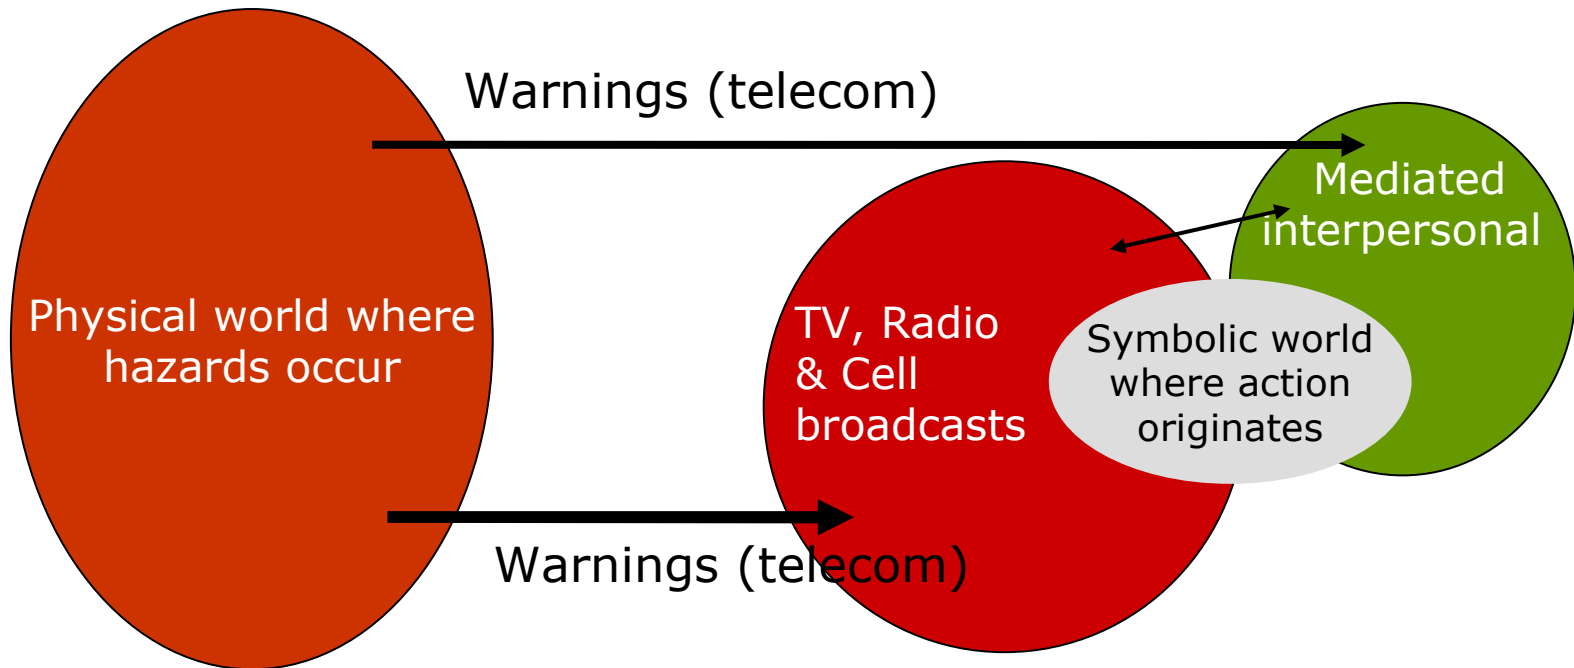 Warnings (telecom)
Mediated
interpersonal
Physical world where
hazards occur
TV, Radio
& Cell
broadcasts
Symbolic world
where action
originates
Warnings (telecom)